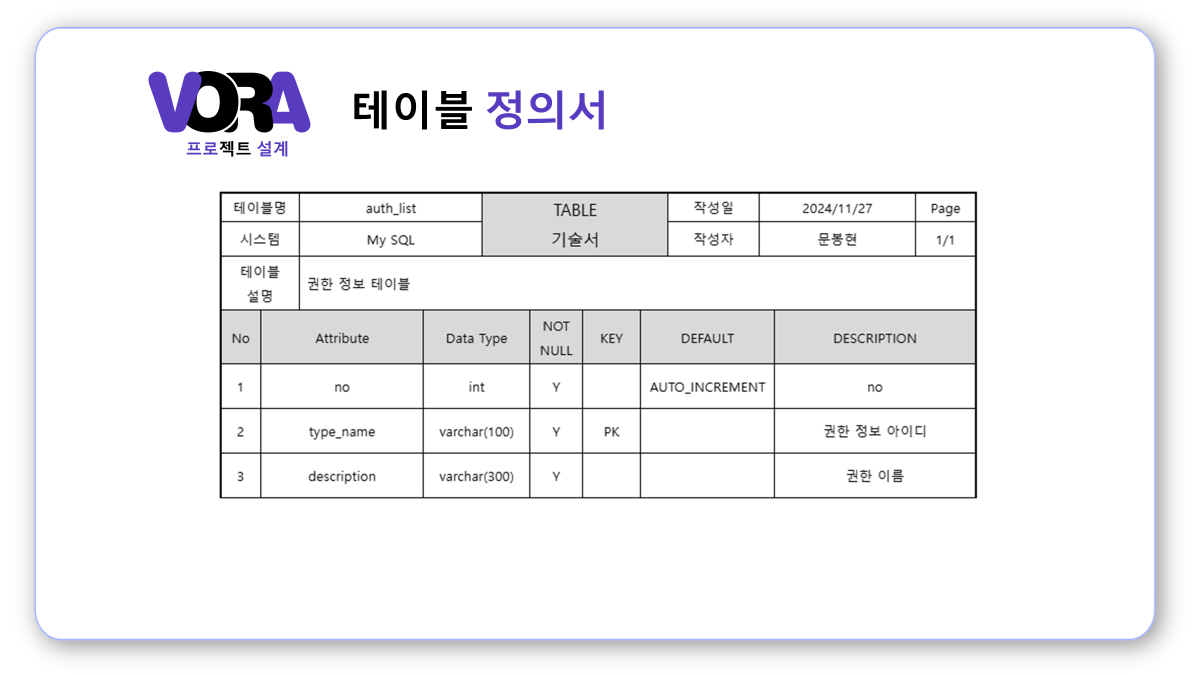 VORA
프로젝트 설계
테이블 정의서
테이블명 auth_list TABLE 작성일 2024/11/27 Page
시스템 My SQL 기술서 작성자 문봉현 1/1
테이블
설명
권한 정보 테이블
No Attribute Data Type NOT NULL KEY DEFAULT DESCRIPTION
1 no int Y AUTO_INCREMENT no
2 type_name varchar(100) Y PK 권한 정보 아이디
3 description varchar(300) Y 권한 이름